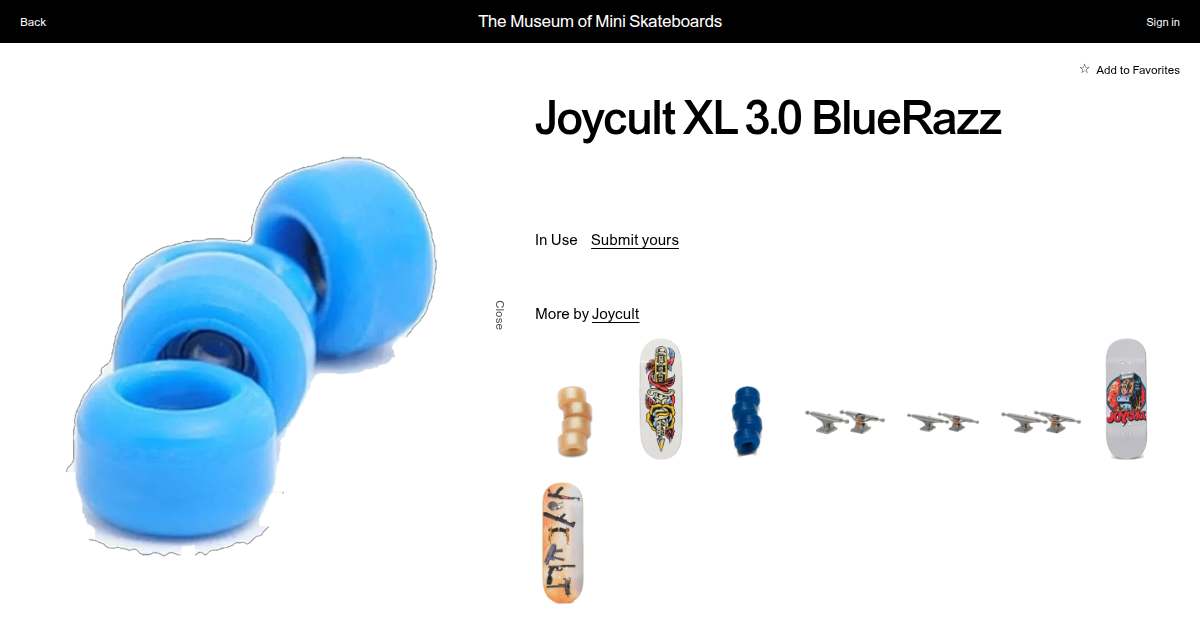 Back
The Museum of Mini Skateboards
Sign in
☆ Add to Favorites
Joycult XL 3.0 BlueRazz
In Use Submit yours
Close
More by Joycult